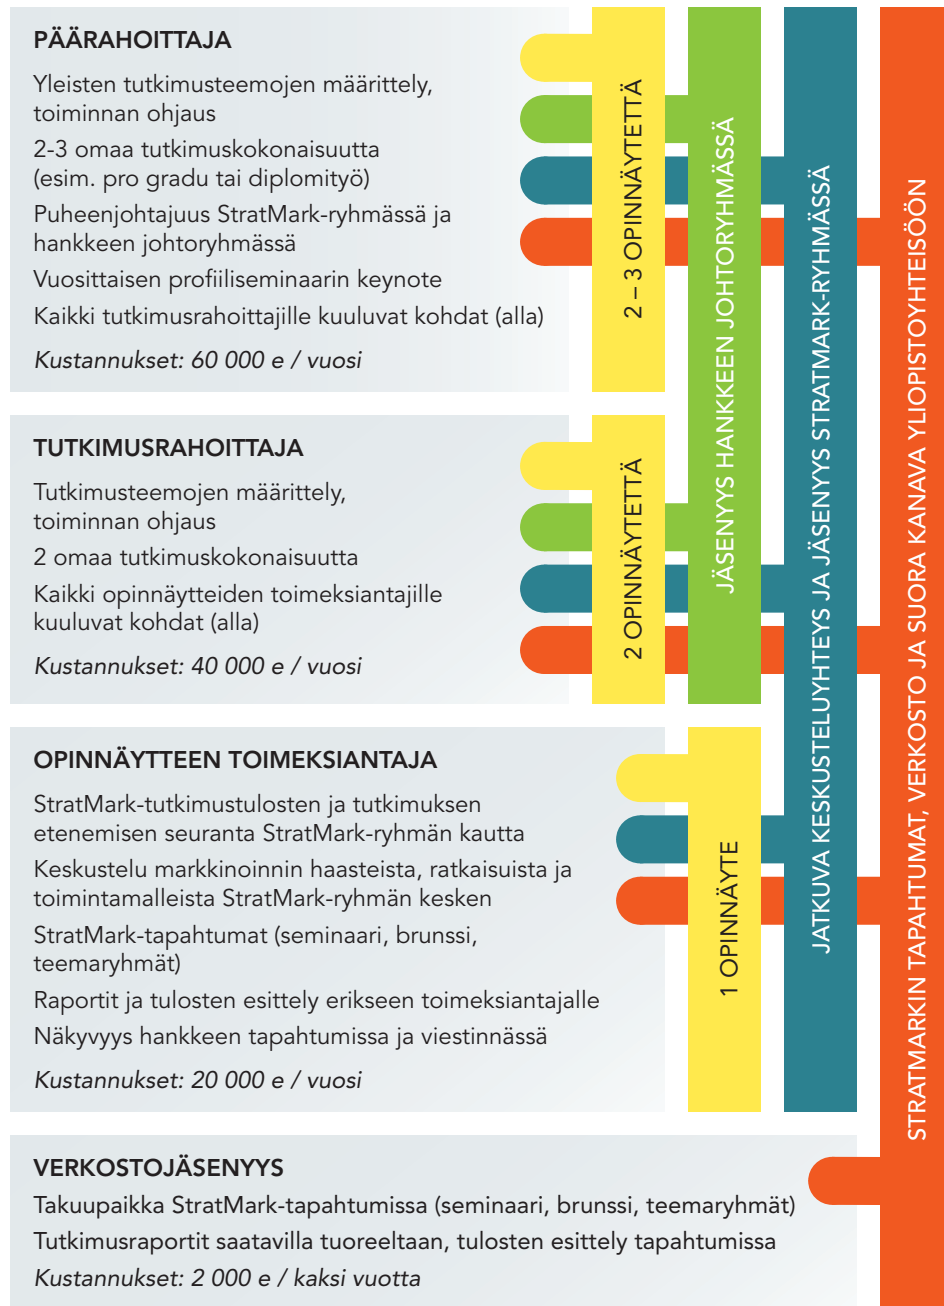 PÄÄRAHOITTAJA
Yleisten tutkimusteemojen määrittely,
toiminnan ohjaus
2-3 omaa tutkimuskokonaisuutta
(esim. pro gradu tai diplomityö)
Puheenjohtajuus StratMark-ryhmässä ja
hankkeen johtoryhmässä
Vuosittaisen profiiliseminaarin keynote
Kaikki tutkimusrahoittajille kuuluvat kohdat (alla)
Kustannukset: 60 000 e / vuosi
2 – 3 OPINNÄYTETTÄ
TUTKIMUSRAHOITTAJA
Tutkimusteemojen määrittely,
toiminnan ohjaus
2 omaa tutkimuskokonaisuutta
Kaikki opinnäytteiden toimeksiantajille
kuuluvat kohdat (alla)
Kustannukset: 40 000 e / vuosi
2 OPINNÄYTETTÄ
JÄSENYYS HANKKEEN JOHTORYHMÄSSÄ
OPINNÄYTTEEN TOIMEKSIANTAJA
StratMark-tutkimustulosten ja tutkimuksen
etenemisen seuranta StratMark-ryhmän kautta
Keskustelu markkinoinnin haasteista, ratkaisuista ja
toimintamalleista StratMark-ryhmän kesken
StratMark-tapahtumat (seminaari, brunssi,
teemaryhmät)
Raportit ja tulosten esittely erikseen toimeksiantajalle
Näkyvyys hankkeen tapahtumissa ja viestinnässä
Kustannukset: 20 000 e / vuosi
1 OPINNÄYTE
JATKUVA KESKUSTELUYHTEYS JA JÄSENYYS STRATMARK-RYHMÄSSÄ
VERKOSTOJÄSENYYS
Takuupaikka StratMark-tapahtumissa (seminaari, brunssi, teemaryhmät)
Tutkimusraportit saatavilla tuoreeltaan, tulosten esittely tapahtumissa
Kustannukset: 2 000 e / kaksi vuotta
STRATMARKIN TAPAHTUMAT, VERKOSTO JA SUORA KANAVA YLIOPISTOYHTEISÖÖN